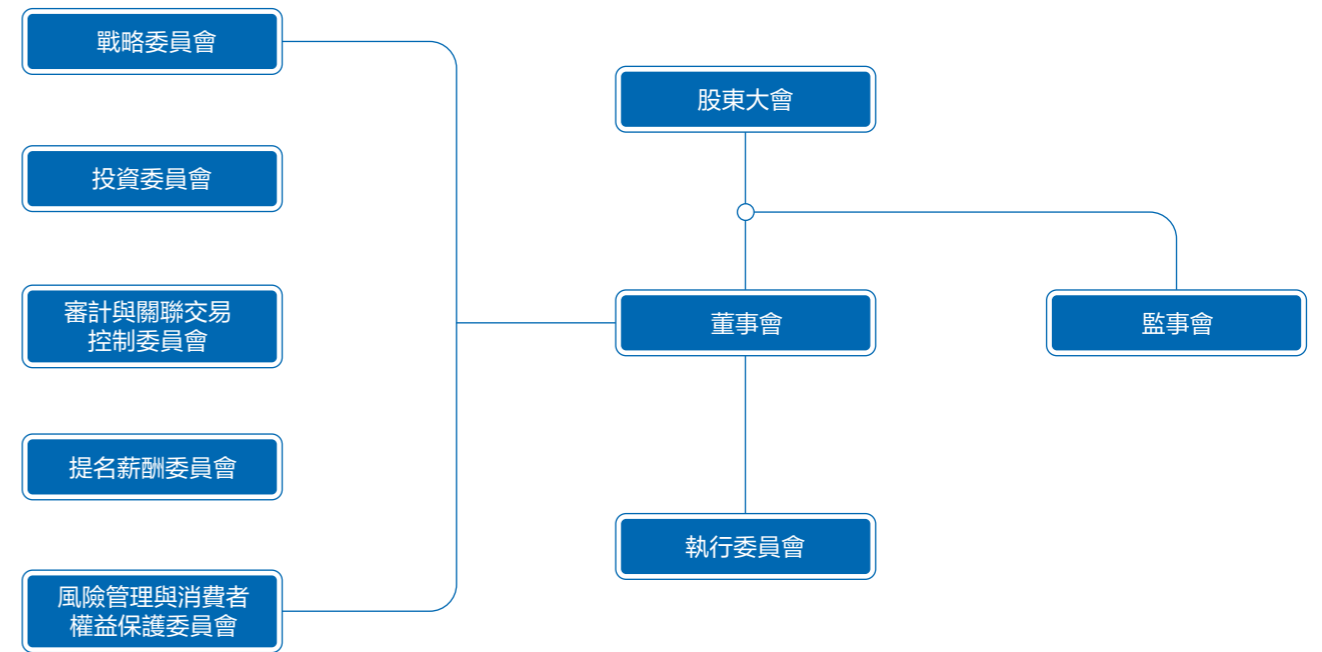 戰略委員會
投資委員會
審計與關聯交易
控制委員會
提名薪酬委員會
風險管理與消費者
權益保護委員會
股東大會
董事會
執行委員會
監事會